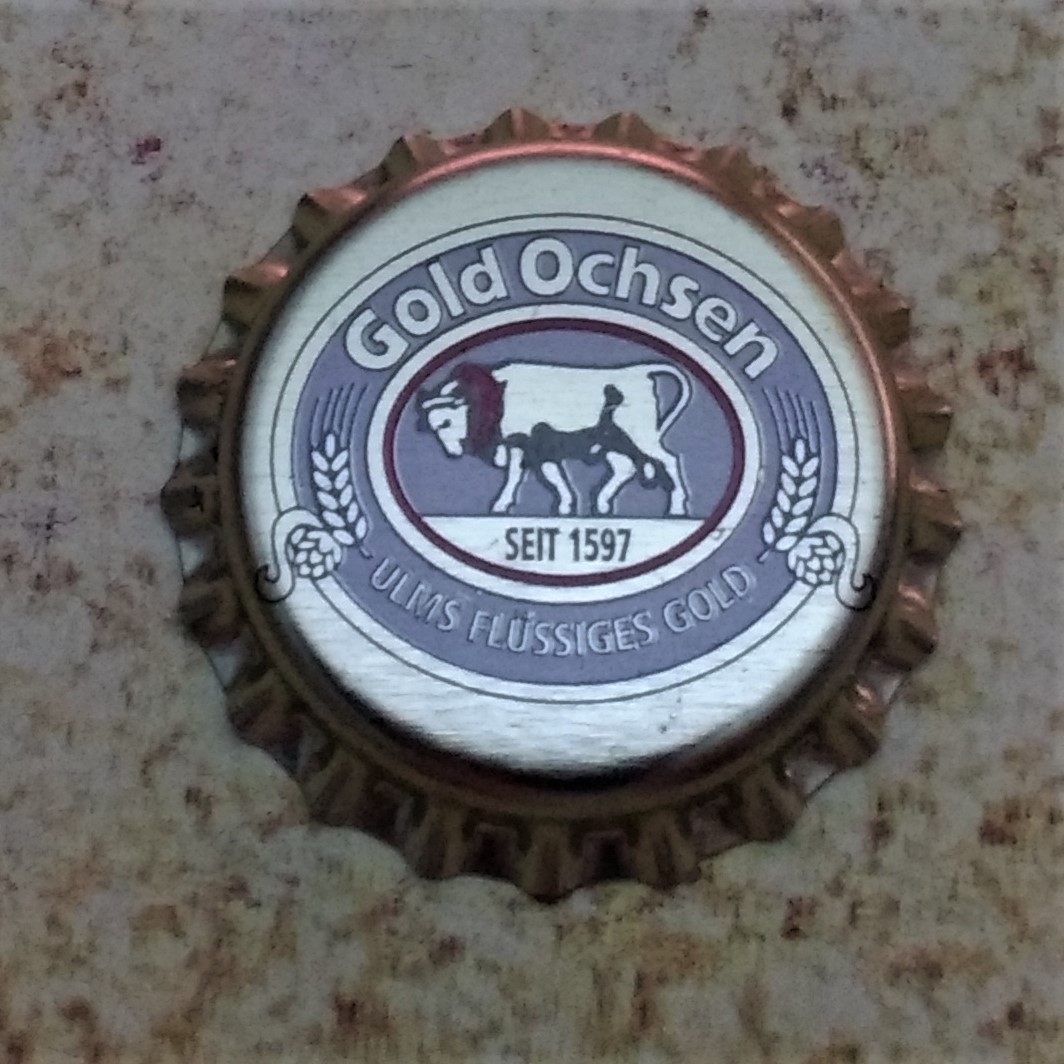 Gold Ochsen
SEIT 1597
ULMS FLÜSSIGES GOLD